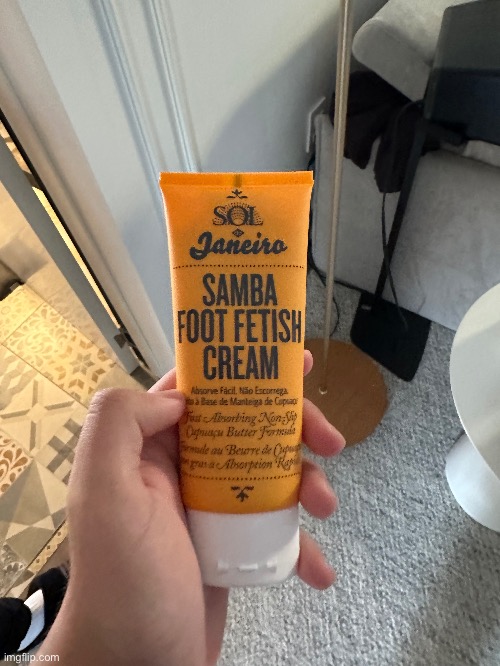 SOL
de
Janeiro
SAMBA
FOOT FETISH
CREAM
Absorve Fácil, Não Escorrega,
à Base de Manteiga de Cupuaçu
Fast Absorbing Non-Slip
Cupuaçu Butter Formula
au Beurre de Cupuaçu
gras à Absorption
imgflip.com